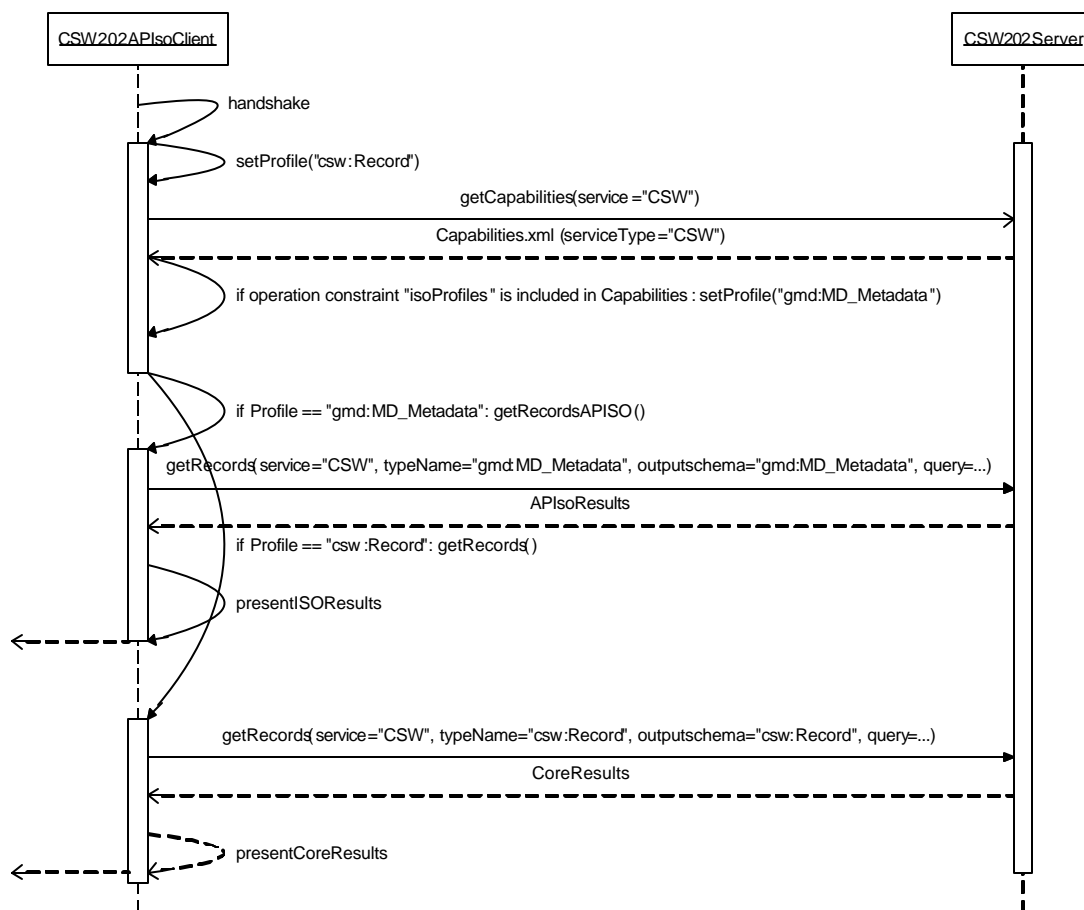 CSW202APIsoClient
CSW202Server
handshake
setProfile("csw:Record")
getCapabilities(service ="CSW")
Capabilities.xml (serviceType ="CSW")
if operation constraint "isoProfiles" is included in Capabilities : setProfile("gmd:MD_Metadata")
if Profile == "gmd:MD_Metadata": getRecordsAPISO()
getRecords( service="CSW", typeName="gmd:MD_Metadata", outputschema="gmd:MD_Metadata", query=...)
APIsoResults
if Profile == "csw:Record": getRecords()
presentISOResults
getRecords( service="CSW", typeName="csw:Record", outputschema="csw:Record", query=...)
CoreResults
presentCoreResults